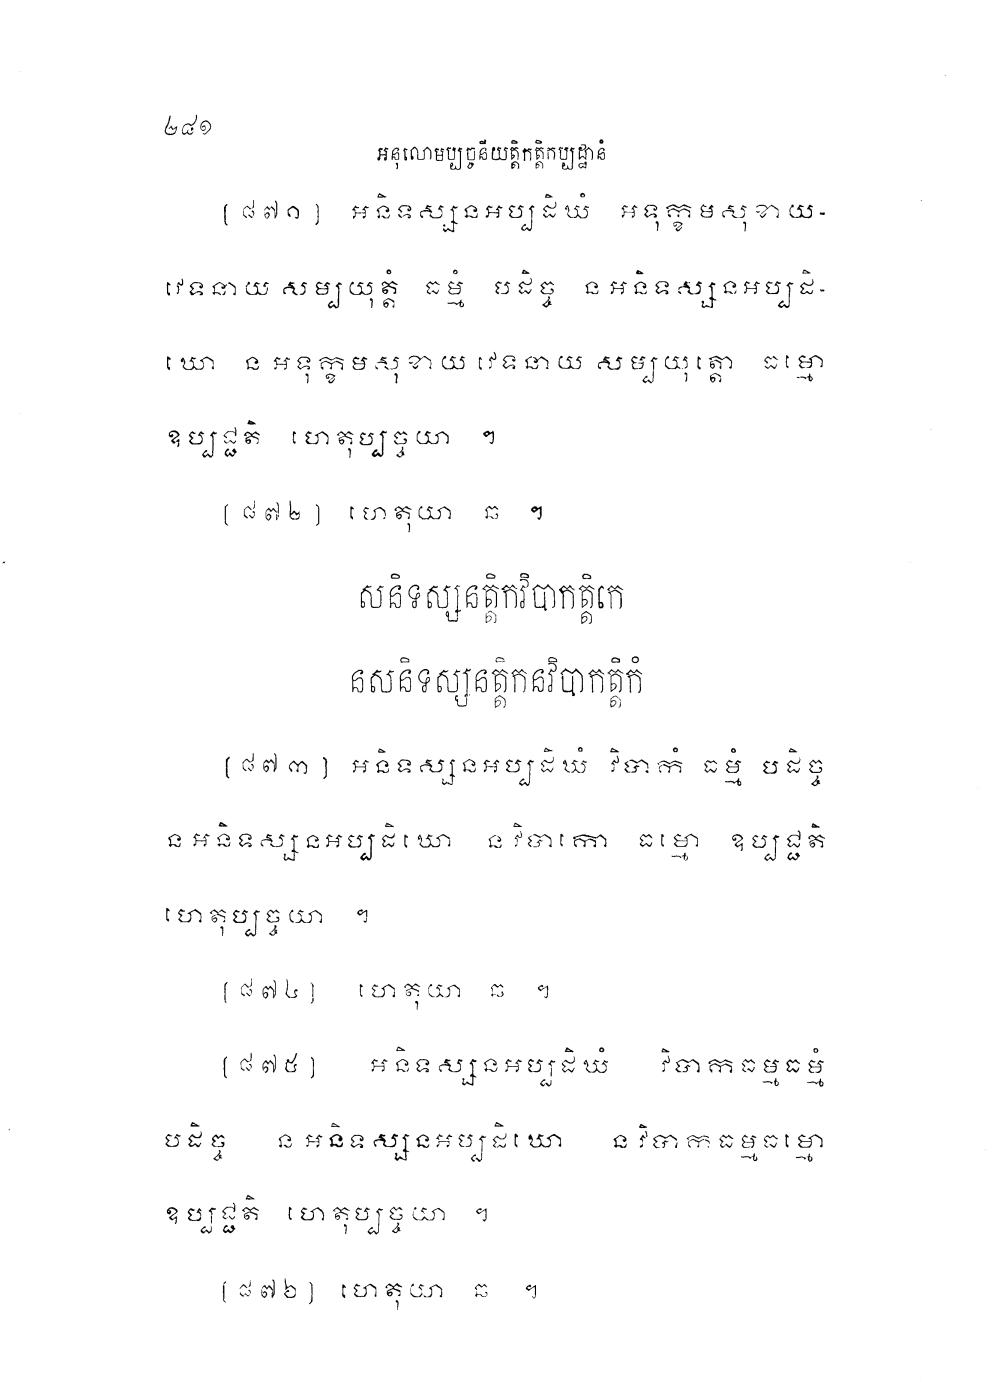 ២៨១
អនុលោមប្បច្ចនីយត្តិកត្តិកប្បដ្ឋានំ
[៨៧១] អនិទស្សនអប្បដិឃំ អទុក្ខមសុខាយ-
វេទនាយ សម្បយុត្តំ ធម្មំ បដិច្ច ន អនិទស្សនអប្បដិ-
ឃោ ន អទុក្ខមសុខាយ វេទនាយ សម្បយុត្តោ ធម្មោ
ឧប្បជ្ជតិ ហេតុប្បច្ចយា ។
[៨៧២] ហេតុយា ឯ ។
សនិទស្សនត្តិកវិបាកត្តិកេ
នសនិទស្សនត្តិកនវិបាកត្តិកំ
[៨៧៣] អនិទស្សនអប្បដិឃំ វិបាកំ ធម្មំ បដិច្ច
ន អនិទស្សនអប្បដិឃោ ន វិបាកោ ធម្មោ ឧប្បជ្ជតិ
ហេតុប្បច្ចយា ។
[៨៧៤] ហេតុយា ឯ ។
[៨៧៥] អនិទស្សនអប្បដិឃំ វិបាកធម្មធម្មំ
បដិច្ច ន អនិទស្សនអប្បដិឃោ ន វិបាកធម្មធម្មោ
ឧប្បជ្ជតិ ហេតុប្បច្ចយា ។
[៨៧៦] ហេតុយា ឯ ។